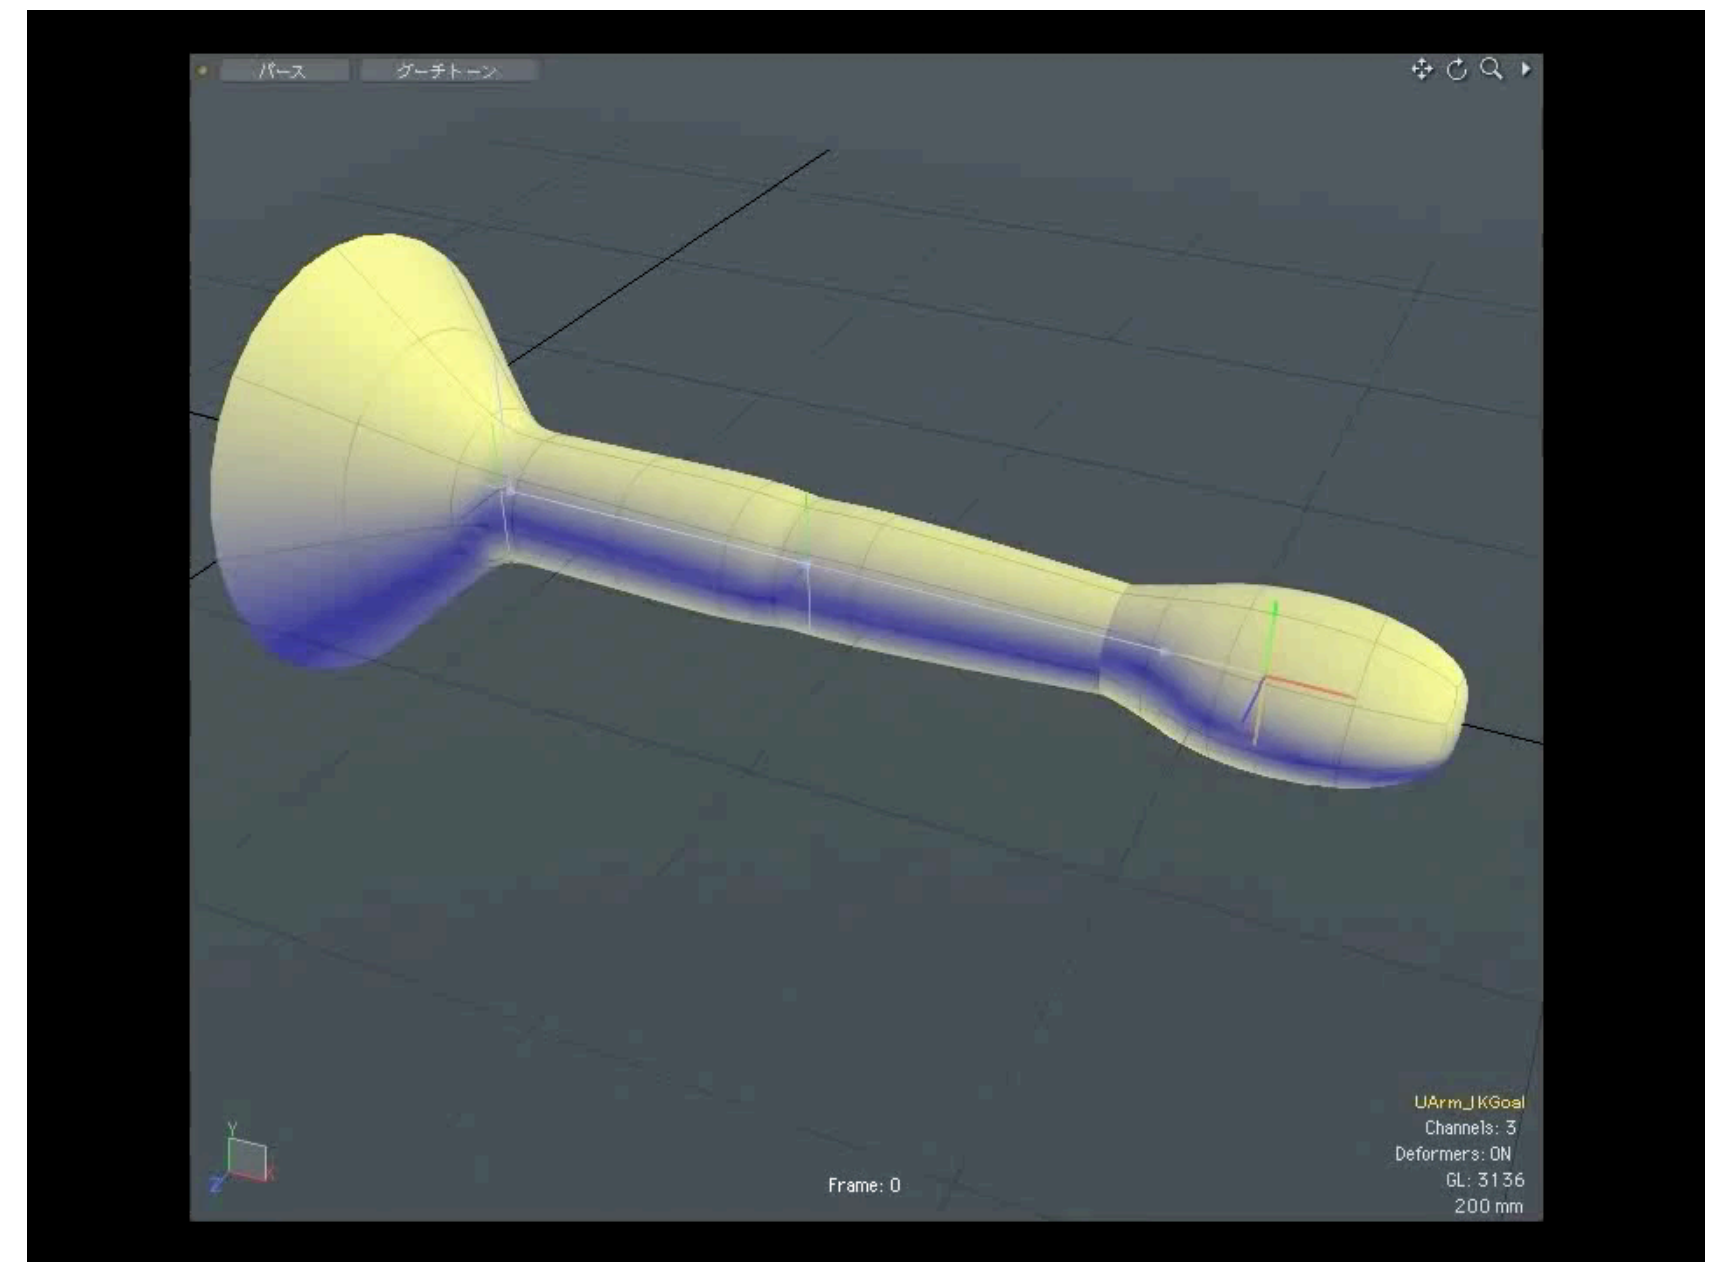 パース
グーチトーン
UArm_IKGoal
Channels: 3
Deformers: ON
GL: 3136
200 mm
Frame: 0
Y
X
Z